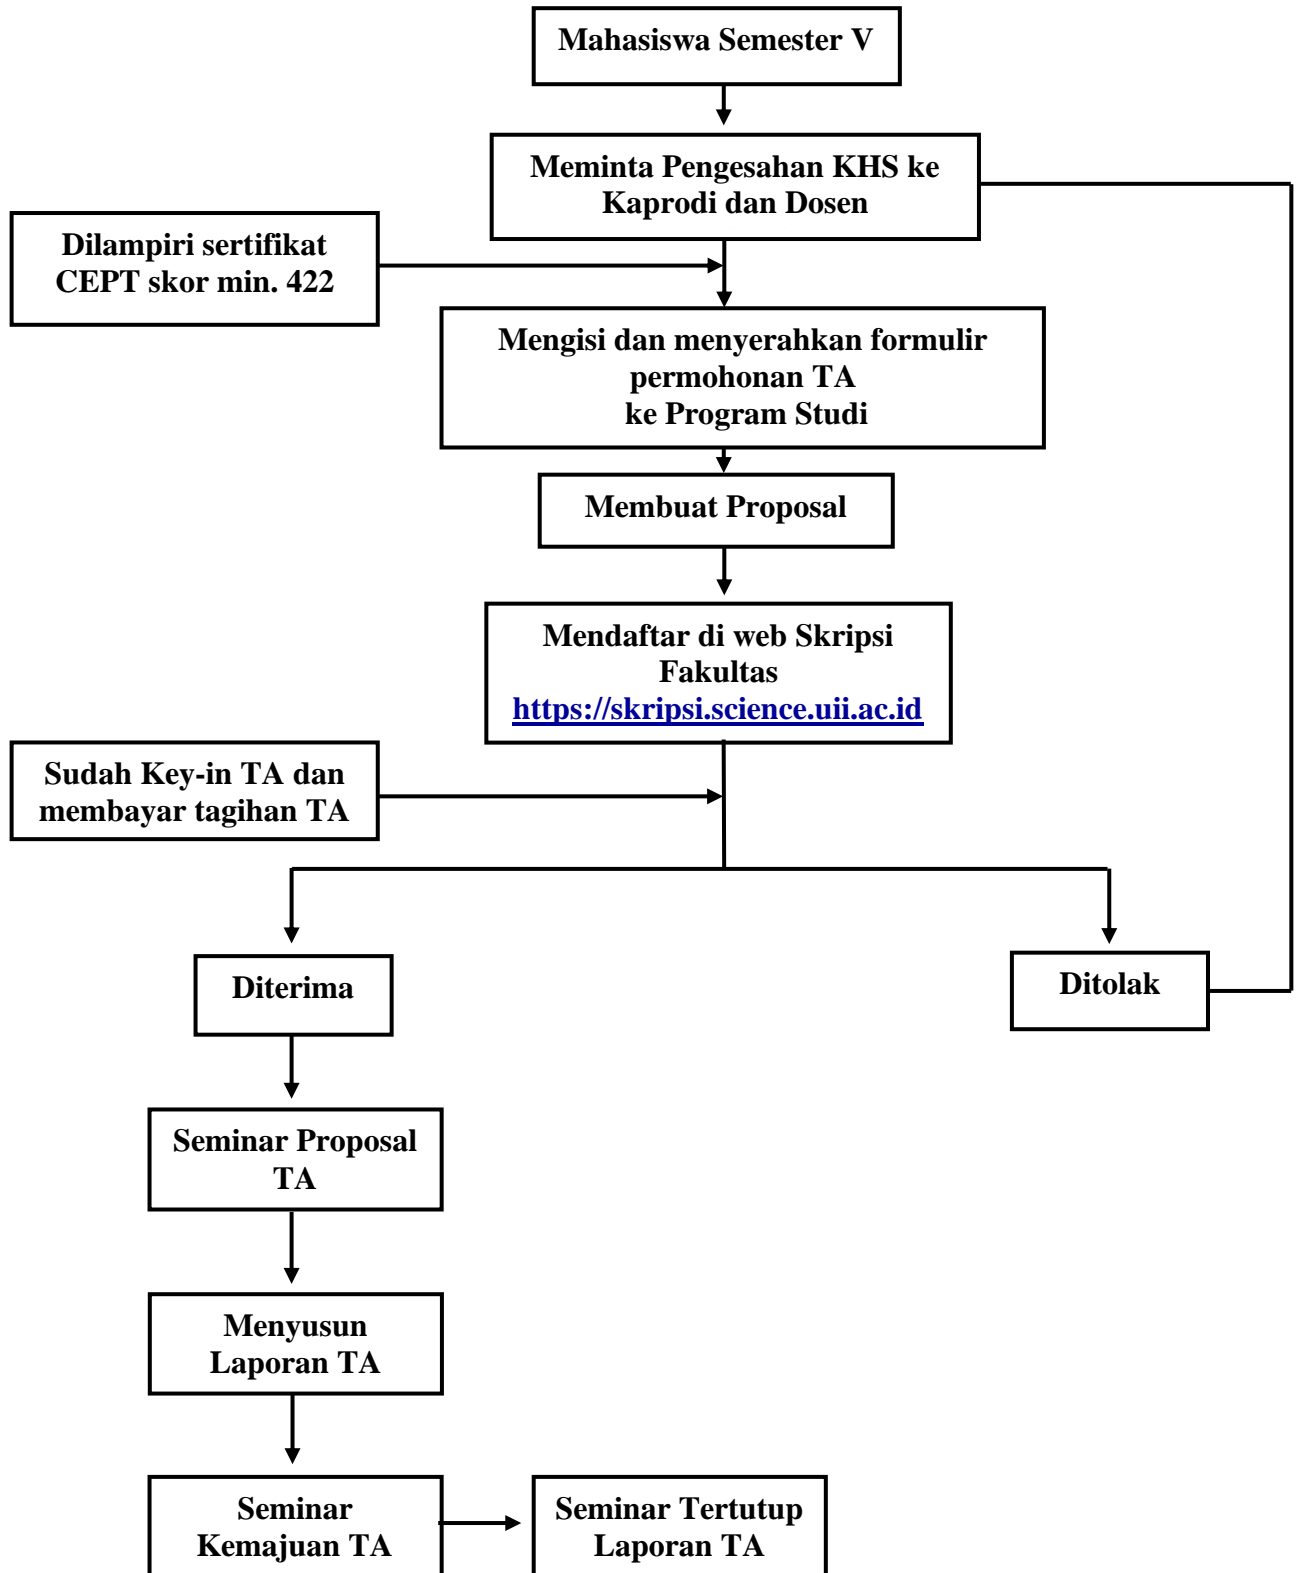 Mahasiswa Semester V
Meminta Pengesahan KHS ke
Kaprodi dan Dosen
Dilampiri sertifikat
CEPT skor min. 422
Mengisi dan menyerahkan formulir
permohonan TA
ke Program Studi
Membuat Proposal
Mendaftar di web Skripsi
Fakultas
https://skripsi.science.uii.ac.id
Sudah Key-in TA dan
membayar tagihan TA
Diterima
Ditolak
Seminar Proposal
TA
Menyusun
Laporan TA
Seminar
Kemajuan TA
Seminar Tertutup
Laporan TA